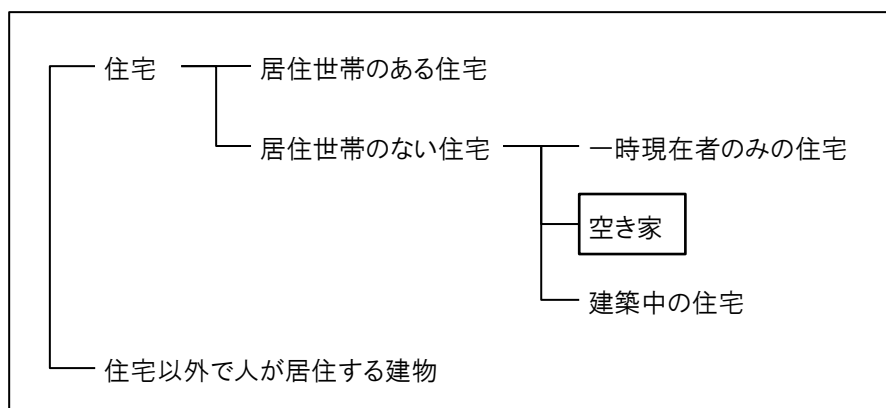 住宅
居住世帯のある住宅
居住世帯のない住宅
一時現在者のみの住宅
空き家
建築中の住宅
住宅以外で人が居住する建物